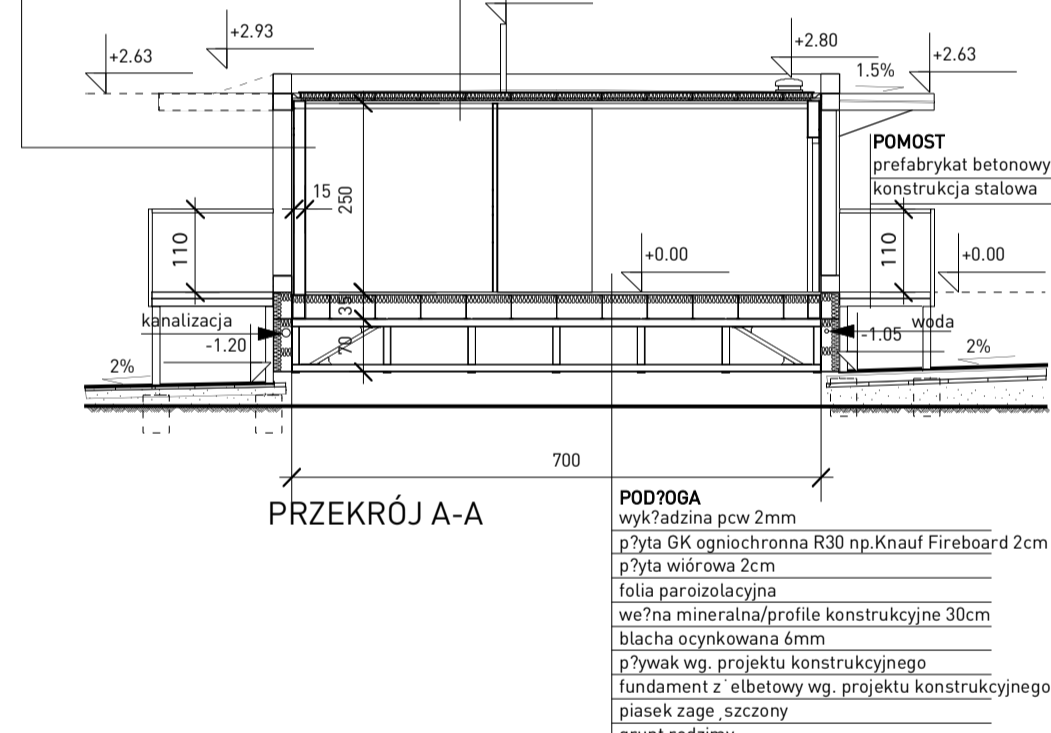 +2.93
+2.63
+2.80
1.5%
+2.63
POMOST
prefabrykat betonowy
konstrukcja stalowa
15
250
110
110
+0.00
+0.00
35
kanalizacja
-1.20
70
woda
-1.05
2%
2%
700
PRZEKRÓJ A-A
POD?OGA
wyk?adzina pcw 2mm
p?yta GK ogniochronna R30 np.Knauf Fireboard 2cm
p?yta wiórowa 2cm
folia paroizolacyjna
we?na mineralna/profile konstrukcyjne 30cm
blacha ocynkowana 6mm
p?ywak wg. projektu konstrukcyjnego
fundament z˙elbetowy wg. projektu konstrukcyjnego
piasek zage¸szczony
grunt rodzimy